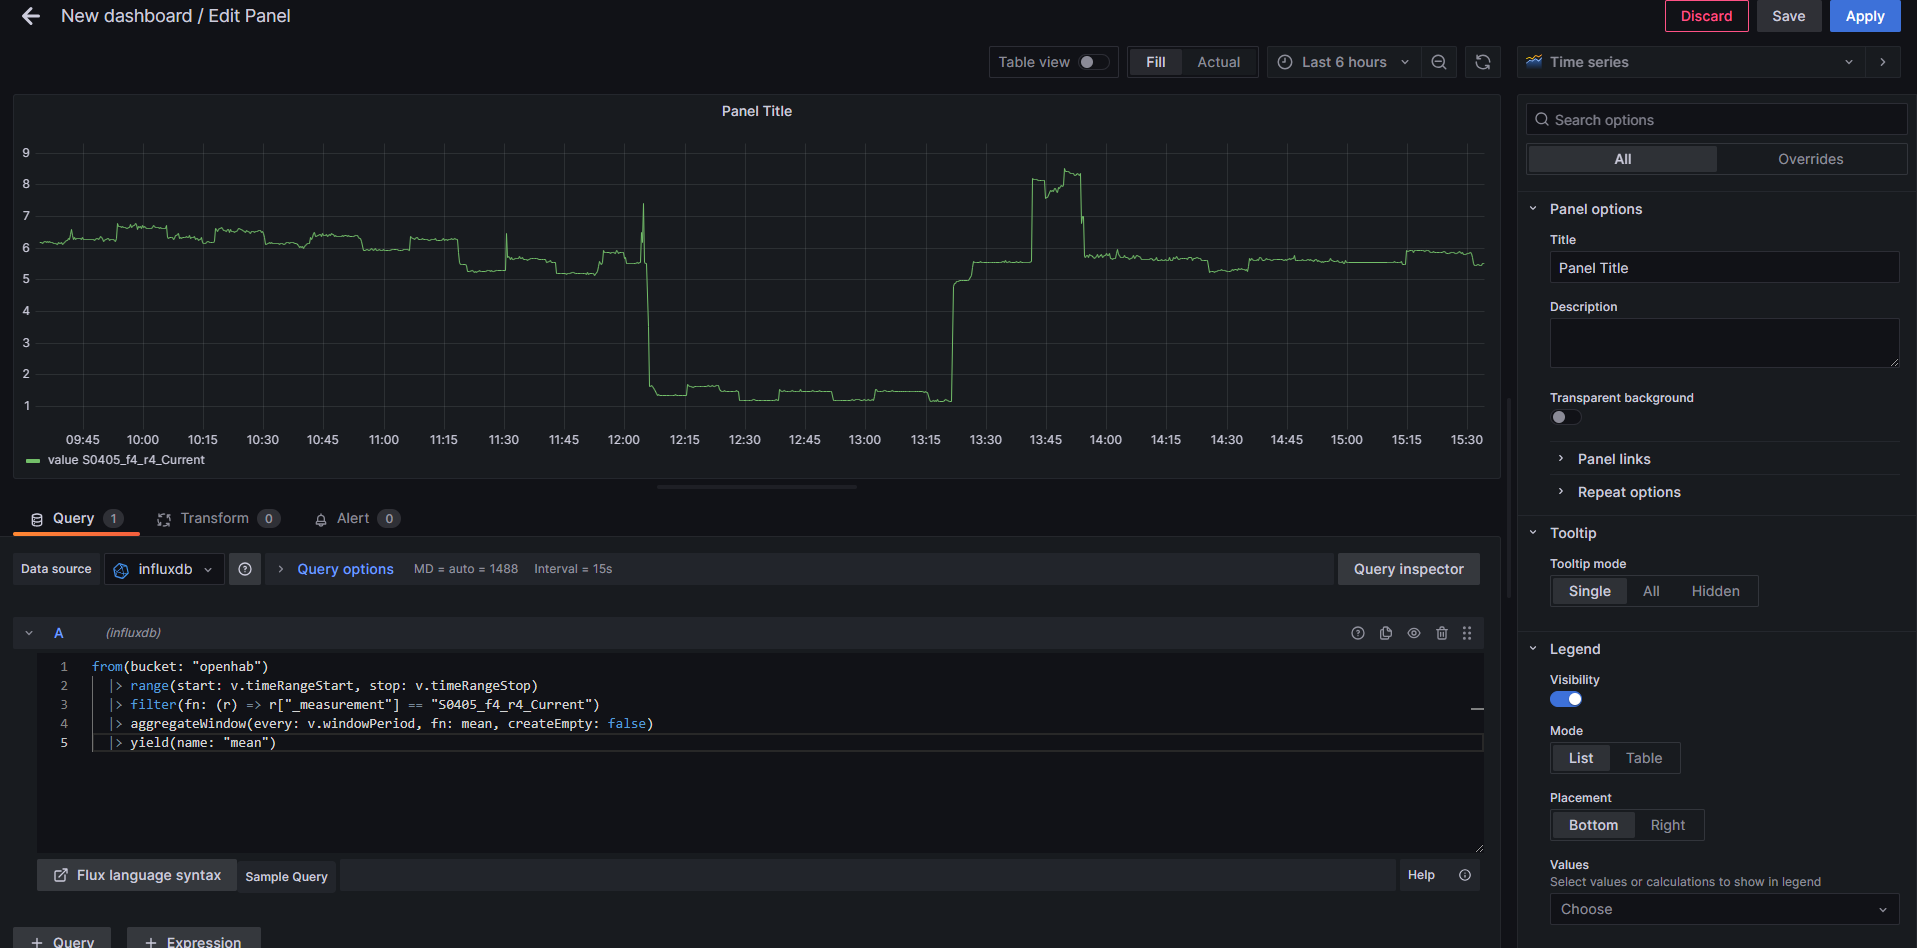 New dashboard / Edit Panel
Discard
Save
Apply
Table view
Fill
Actual
Last 6 hours
Time series
Panel Title
9
8
7
6
5
4
3
2
1
09:45 10:00 10:15 10:30 10:45 11:00 11:15 11:30 11:45 12:00 12:15 12:30 12:45 13:00 13:15 13:30 13:45 14:00 14:15 14:30 14:45 15:00 15:15 15:30
value S0405_f4_r4_Current
Query 1
Transform 0
Alert 0
Data source
influxdb
Query options
MD = auto = 1488
Interval = 15s
Query inspector
A
(influxdb)
1 from(bucket: "openhab")
2 |> range(start: v.timeRangeStart, stop: v.timeRangeStop)
3 |> filter(fn: (r) => r["_measurement"] == "S0405_f4_r4_Current")
4 |> aggregateWindow(every: v.windowPeriod, fn: mean, createEmpty: false)
5 |> yield(name: "mean")
Flux language syntax
Sample Query
Help
+ Query
+ Expression
Search options
All
Overrides
Panel options
Title
Panel Title
Description
Transparent background
Panel links
Repeat options
Tooltip
Tooltip mode
Single
All
Hidden
Legend
Visibility
Mode
List
Table
Placement
Bottom
Right
Values
Select values or calculations to show in legend
Choose